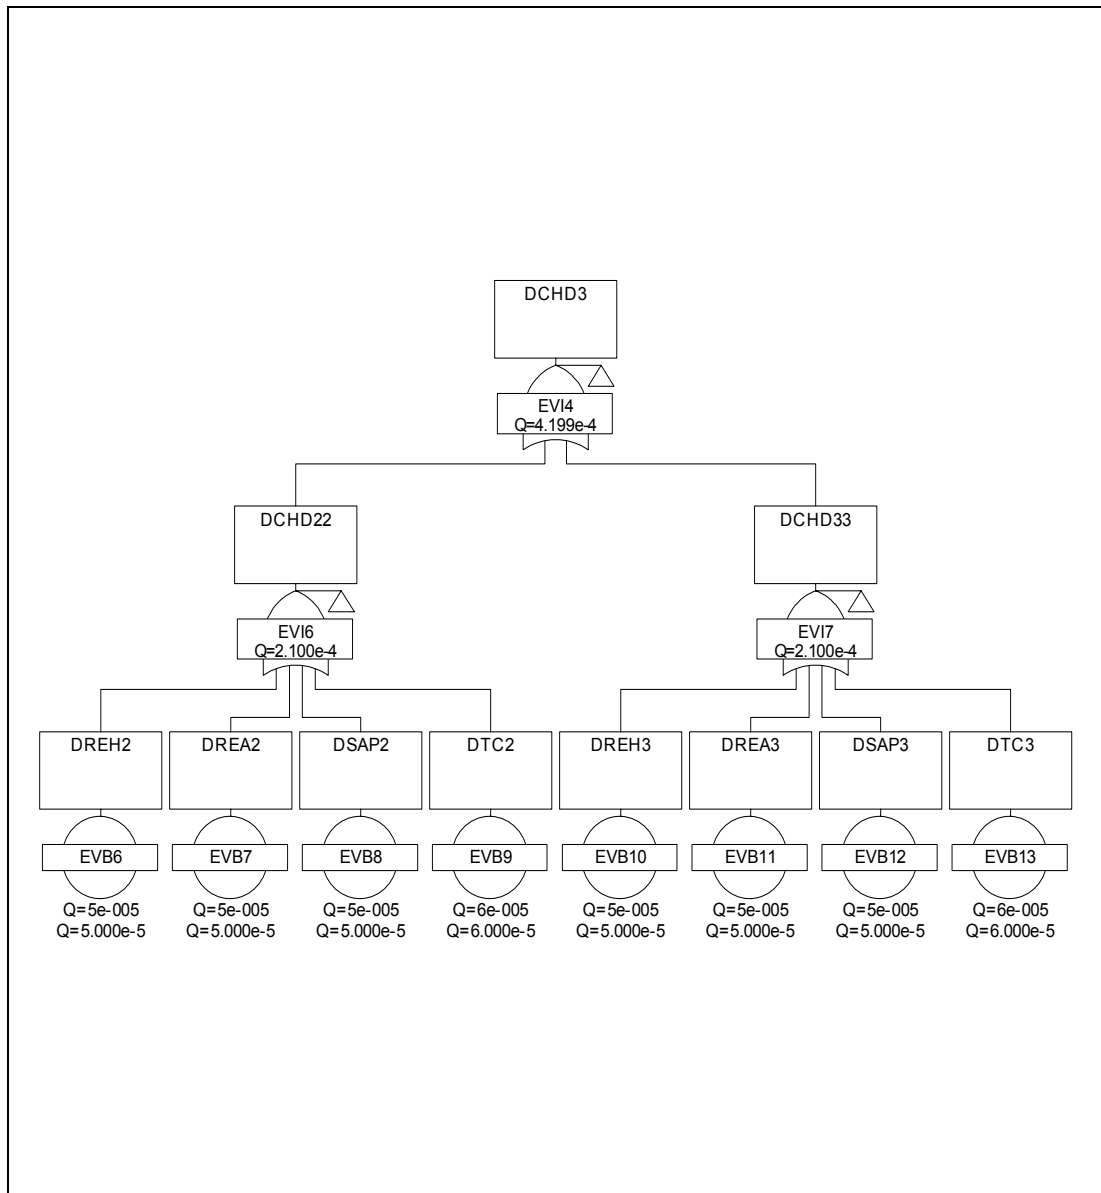 DCHD3
EVI4
Q=4.199e-4
DCHD22
DCHD33
EVI6
Q=2.100e-4
EVI7
Q=2.100e-4
DREH2
DREA2
DSAP2
DTC2
DREH3
DREA3
DSAP3
DTC3
EVB6
EVB7
EVB8
EVB9
EVB10
EVB11
EVB12
EVB13
Q=5e-005
Q=5.000e-5
Q=5e-005
Q=5.000e-5
Q=5e-005
Q=5.000e-5
Q=6e-005
Q=6.000e-5
Q=5e-005
Q=5.000e-5
Q=5e-005
Q=5.000e-5
Q=5e-005
Q=5.000e-5
Q=6e-005
Q=6.000e-5